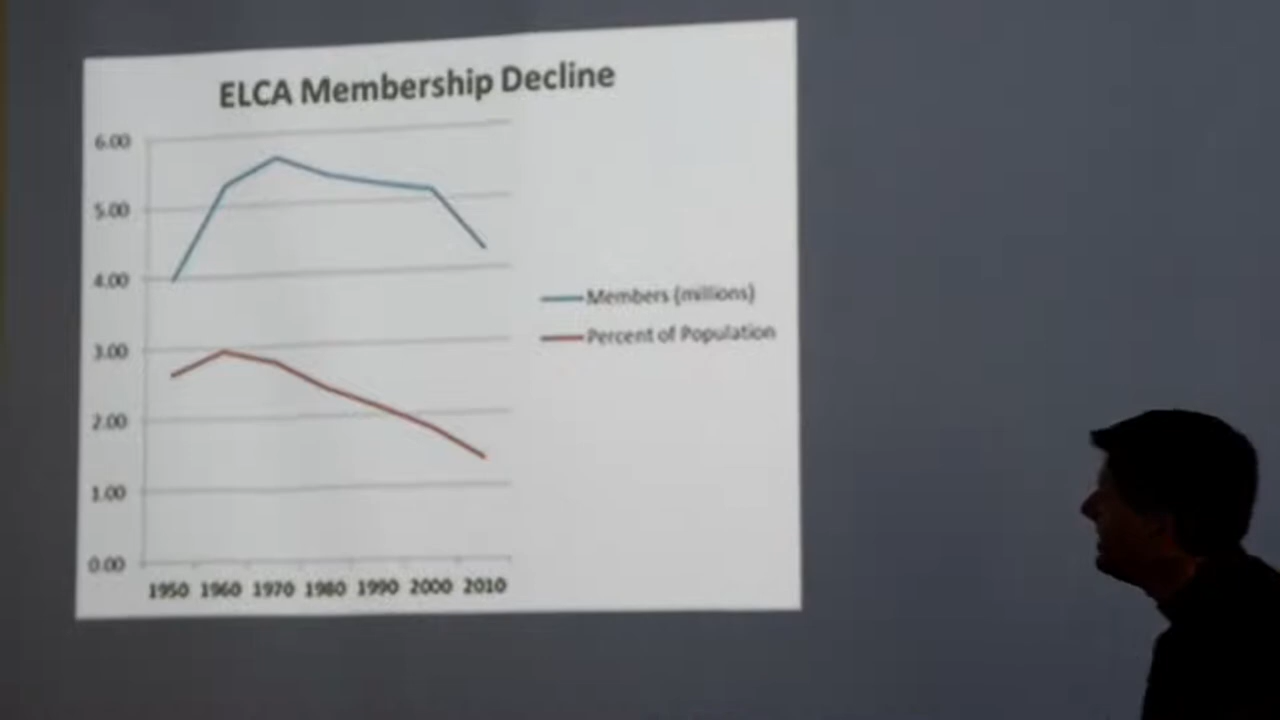 ELCA Membership Decline
6.00
5.00
4.00
3.00
2.00
1.00
0.00
1950 1960 1970 1980 1990 2000 2010
Members (millions)
Percent of Population